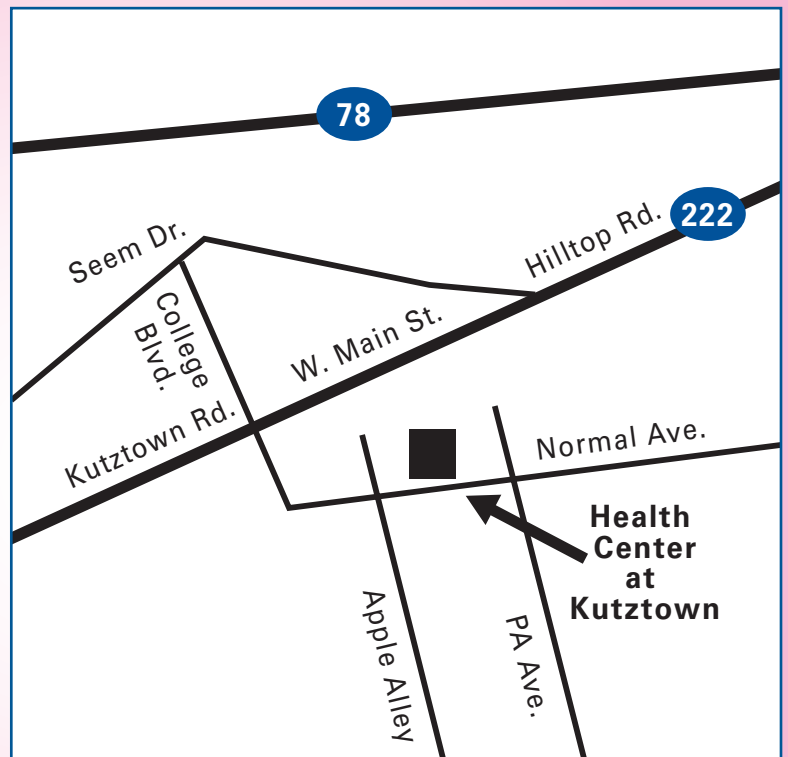 78
222
Hilltop Rd.
Seem Dr.
College
Blvd.
W. Main St.
Kutztown Rd.
Normal Ave.
Health
Center
at
Kutztown
Apple Alley
PA Ave.